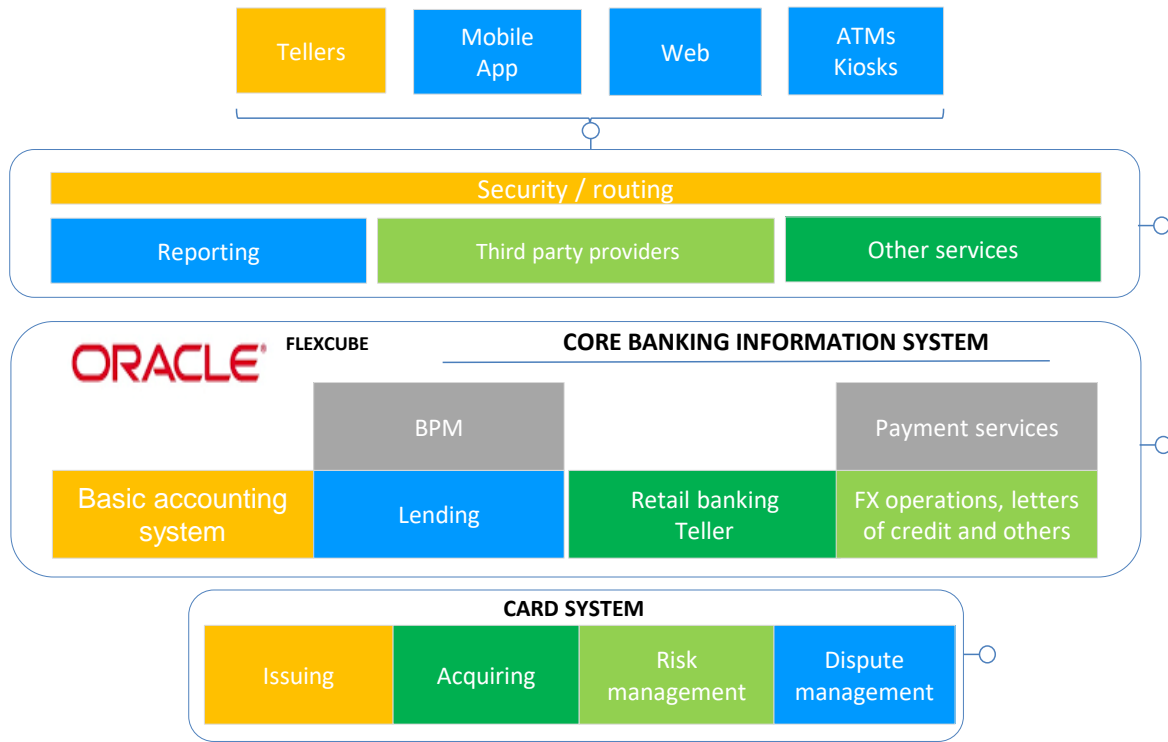 Tellers
Mobile
App
Web
ATMs
Kiosks
Security / routing
Reporting
Third party providers
Other services
ORACLE®
FLEXCUBE
CORE BANKING INFORMATION SYSTEM
BPM
Payment services
Basic accounting
system
Lending
Retail banking
Teller
FX operations, letters
of credit and others
CARD SYSTEM
Issuing
Acquiring
Risk
management
Dispute
management